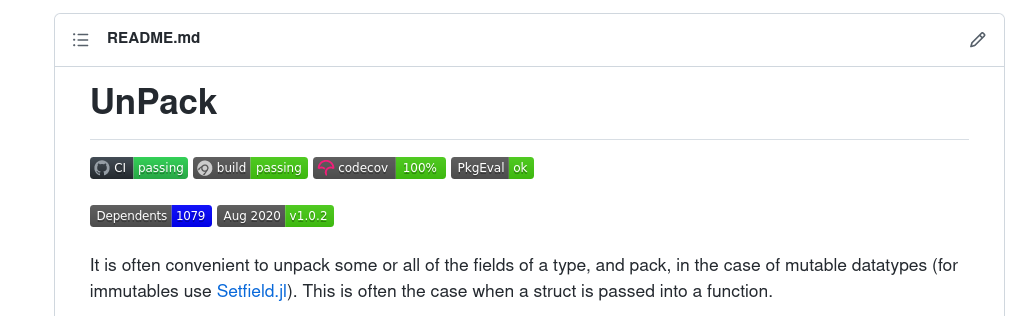 README.md
UnPack
CI passing build passing codecov 100% PkgEval ok
Dependents 1079 Aug 2020 v1.0.2
It is often convenient to unpack some or all of the fields of a type, and pack, in the case of mutable datatypes (for
immutables use Setfield.jl). This is often the case when a struct is passed into a function.